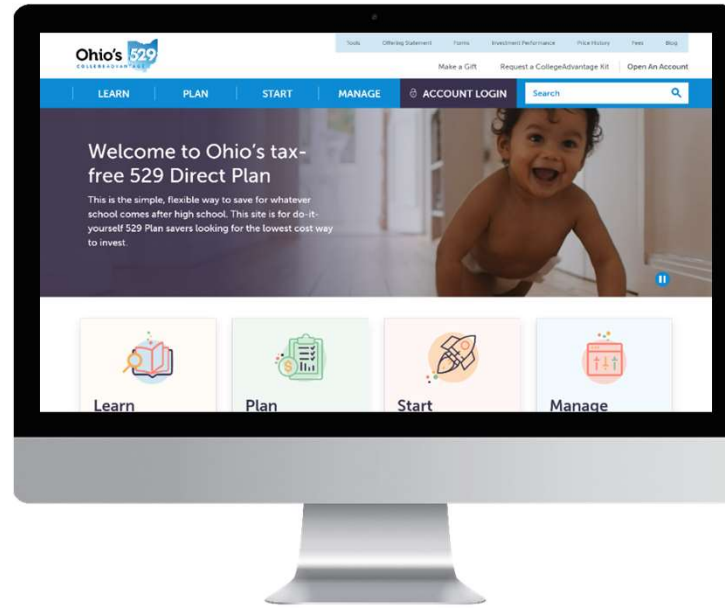 Tools Offering Statement Forms Investment Performance Price History Fees Blog
Ohio's 529
COLLEGEADVANTAGE
Make a Gift Request a CollegeAdvantage Kit Open An Account
LEARN PLAN START MANAGE ACCOUNT LOGIN Search
Welcome to Ohio's tax-
free 529 Direct Plan
This is the simple, flexible way to save for whatever
school comes after high school. This site is for do-it-
yourself 529 Plan savers looking for the lowest cost way
to invest.
Learn Plan Start Manage